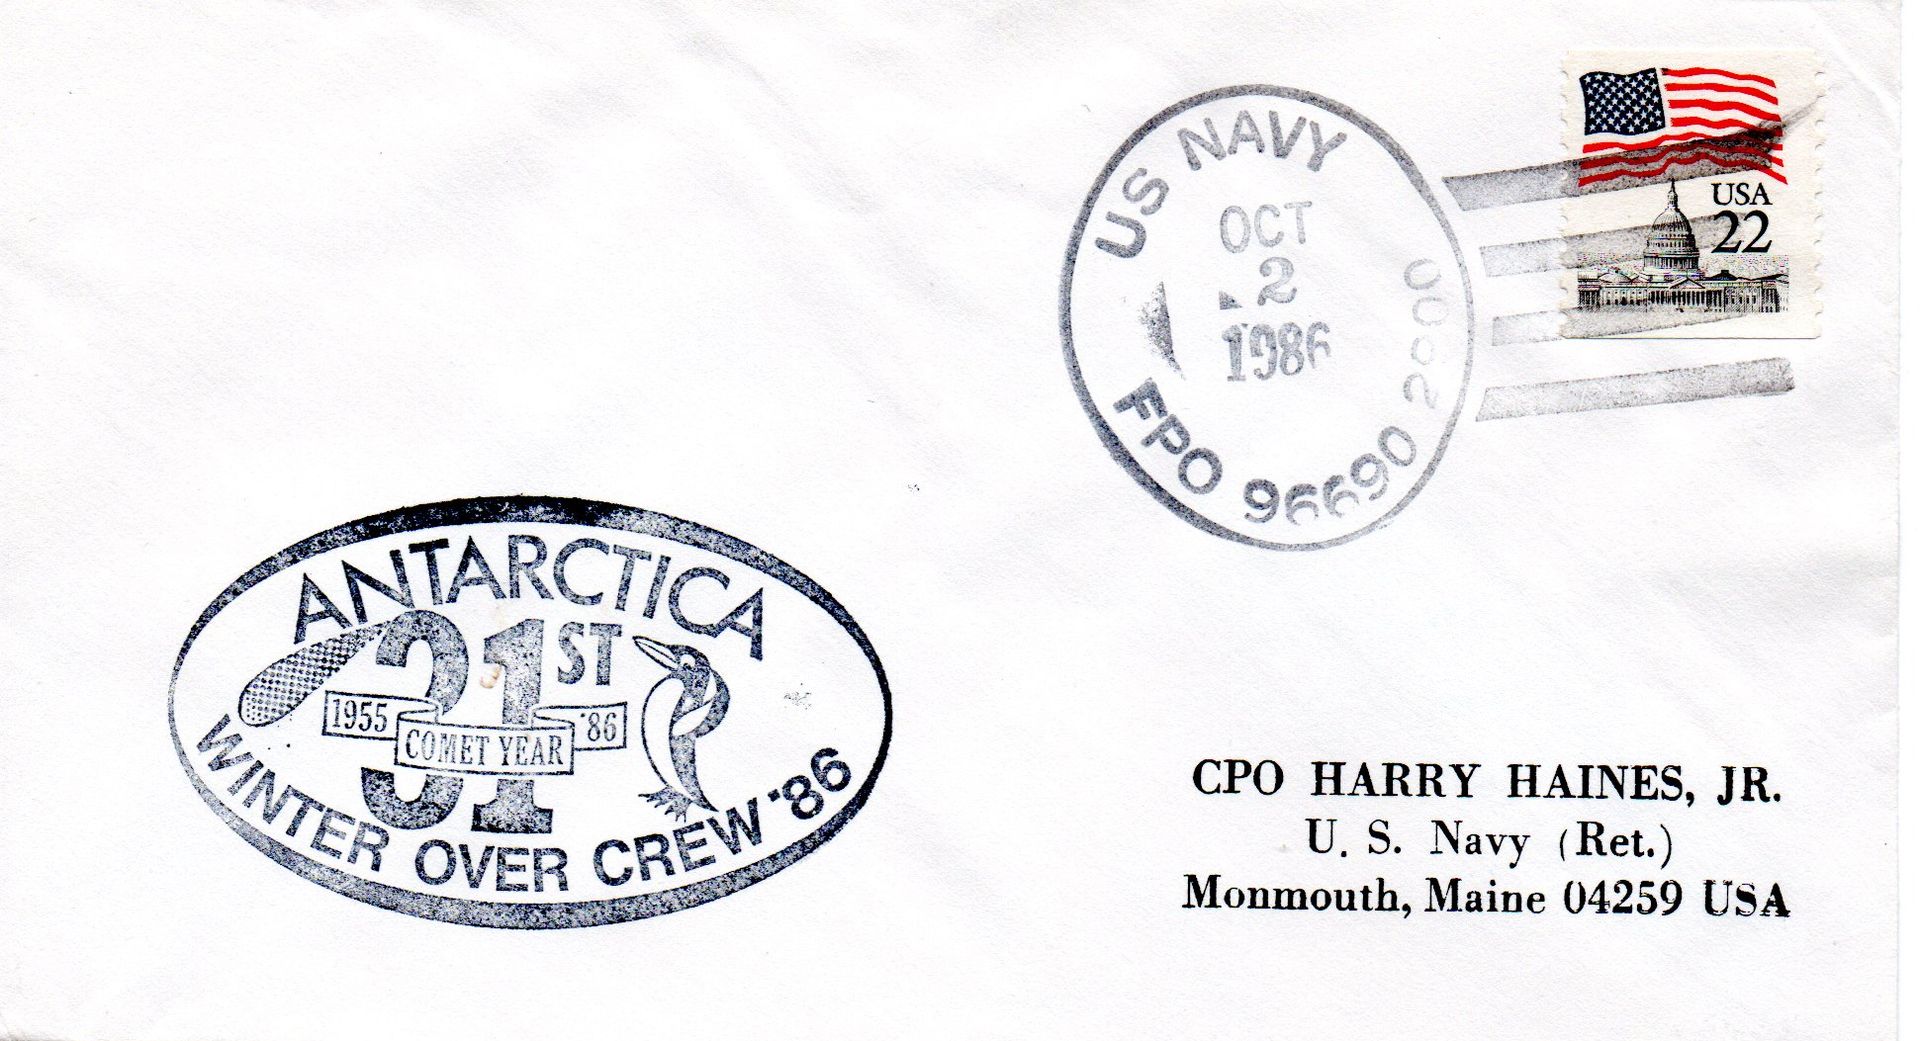 US NAVY
OCT
2
1986
FPO 96690
USA
22
ANTARCTICA
31ST
1955 COMET YEAR '86
WINTER OVER CREW '86
CPO HARRY HAINES, JR.
U. S. Navy (Ret.)
Monmouth, Maine 04259 USA